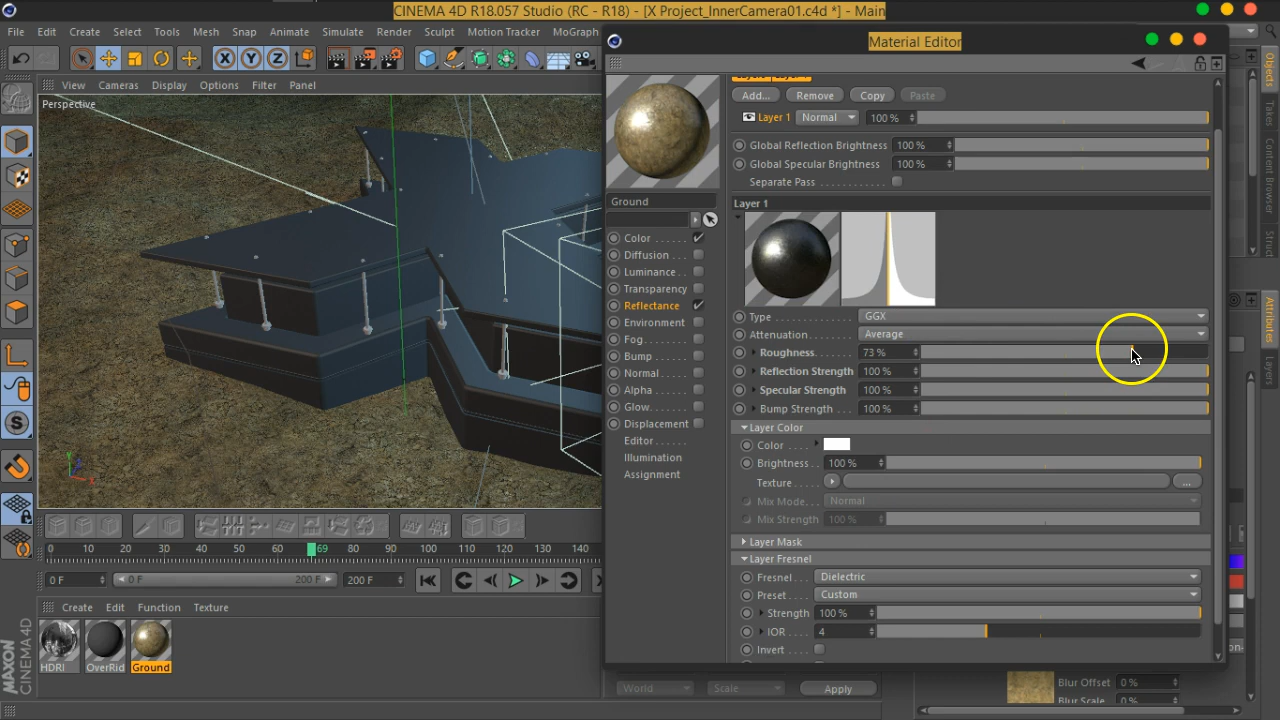 CINEMA 4D R18.057 Studio (RC - R18) - [X Project_InnerCamera01.c4d *] - Main
File Edit Create Select Tools Mesh Snap Animate Simulate Render Sculpt Motion Tracker MoGraph
Material Editor
X Y Z
View Cameras Display Options Filter Panel
Perspective
Add... Remove Copy Paste
Layer 1 Normal 100 %
Global Reflection Brightness 100 %
Global Specular Brightness 100 %
Separate Pass
Ground
Layer 1
Color
Diffusion
Luminance
Transparency
Reflectance
Environment
Fog
Bump
Normal
Alpha
Glow
Displacement
Editor
Illumination
Assignment
Type GGX
Attenuation Average
Roughness 73 %
Reflection Strength 100 %
Specular Strength 100 %
Bump Strength 100 %
Layer Color
Color
Brightness 100 %
Texture ...
Mix Mode Normal
Mix Strength 100 %
Layer Mask
Layer Fresnel
Fresnel Dielectric
Preset Custom
Strength 100 %
IOR 4
Invert
Objects
Takes
Content Browser
Struct
Attributes
Layers
0 10 20 30 40 50 60 69 80 90 100 110 120 130 140
0 F 0 F 200 F 200 F
Create Edit Function Texture
HDRI OverRid Ground
MAXON
CINEMA 4D
World Scale Apply
Blur Offset 0 %
Blur Scale 0 %